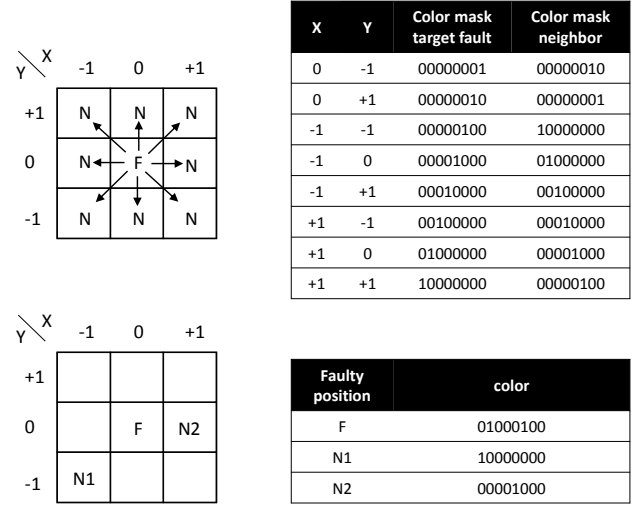 X
Y
-1 0 +1
+1 N N N
0 N F N
-1 N N N
X Y Color mask target fault Color mask neighbor
0 -1 00000001 00000010
0 +1 00000010 00000001
-1 -1 00000100 10000000
-1 0 00001000 01000000
-1 +1 00010000 00100000
+1 -1 00100000 00010000
+1 0 01000000 00001000
+1 +1 10000000 00000100
X
Y
-1 0 +1
+1
0 F N2
-1 N1
Faulty position color
F 01000100
N1 10000000
N2 00001000